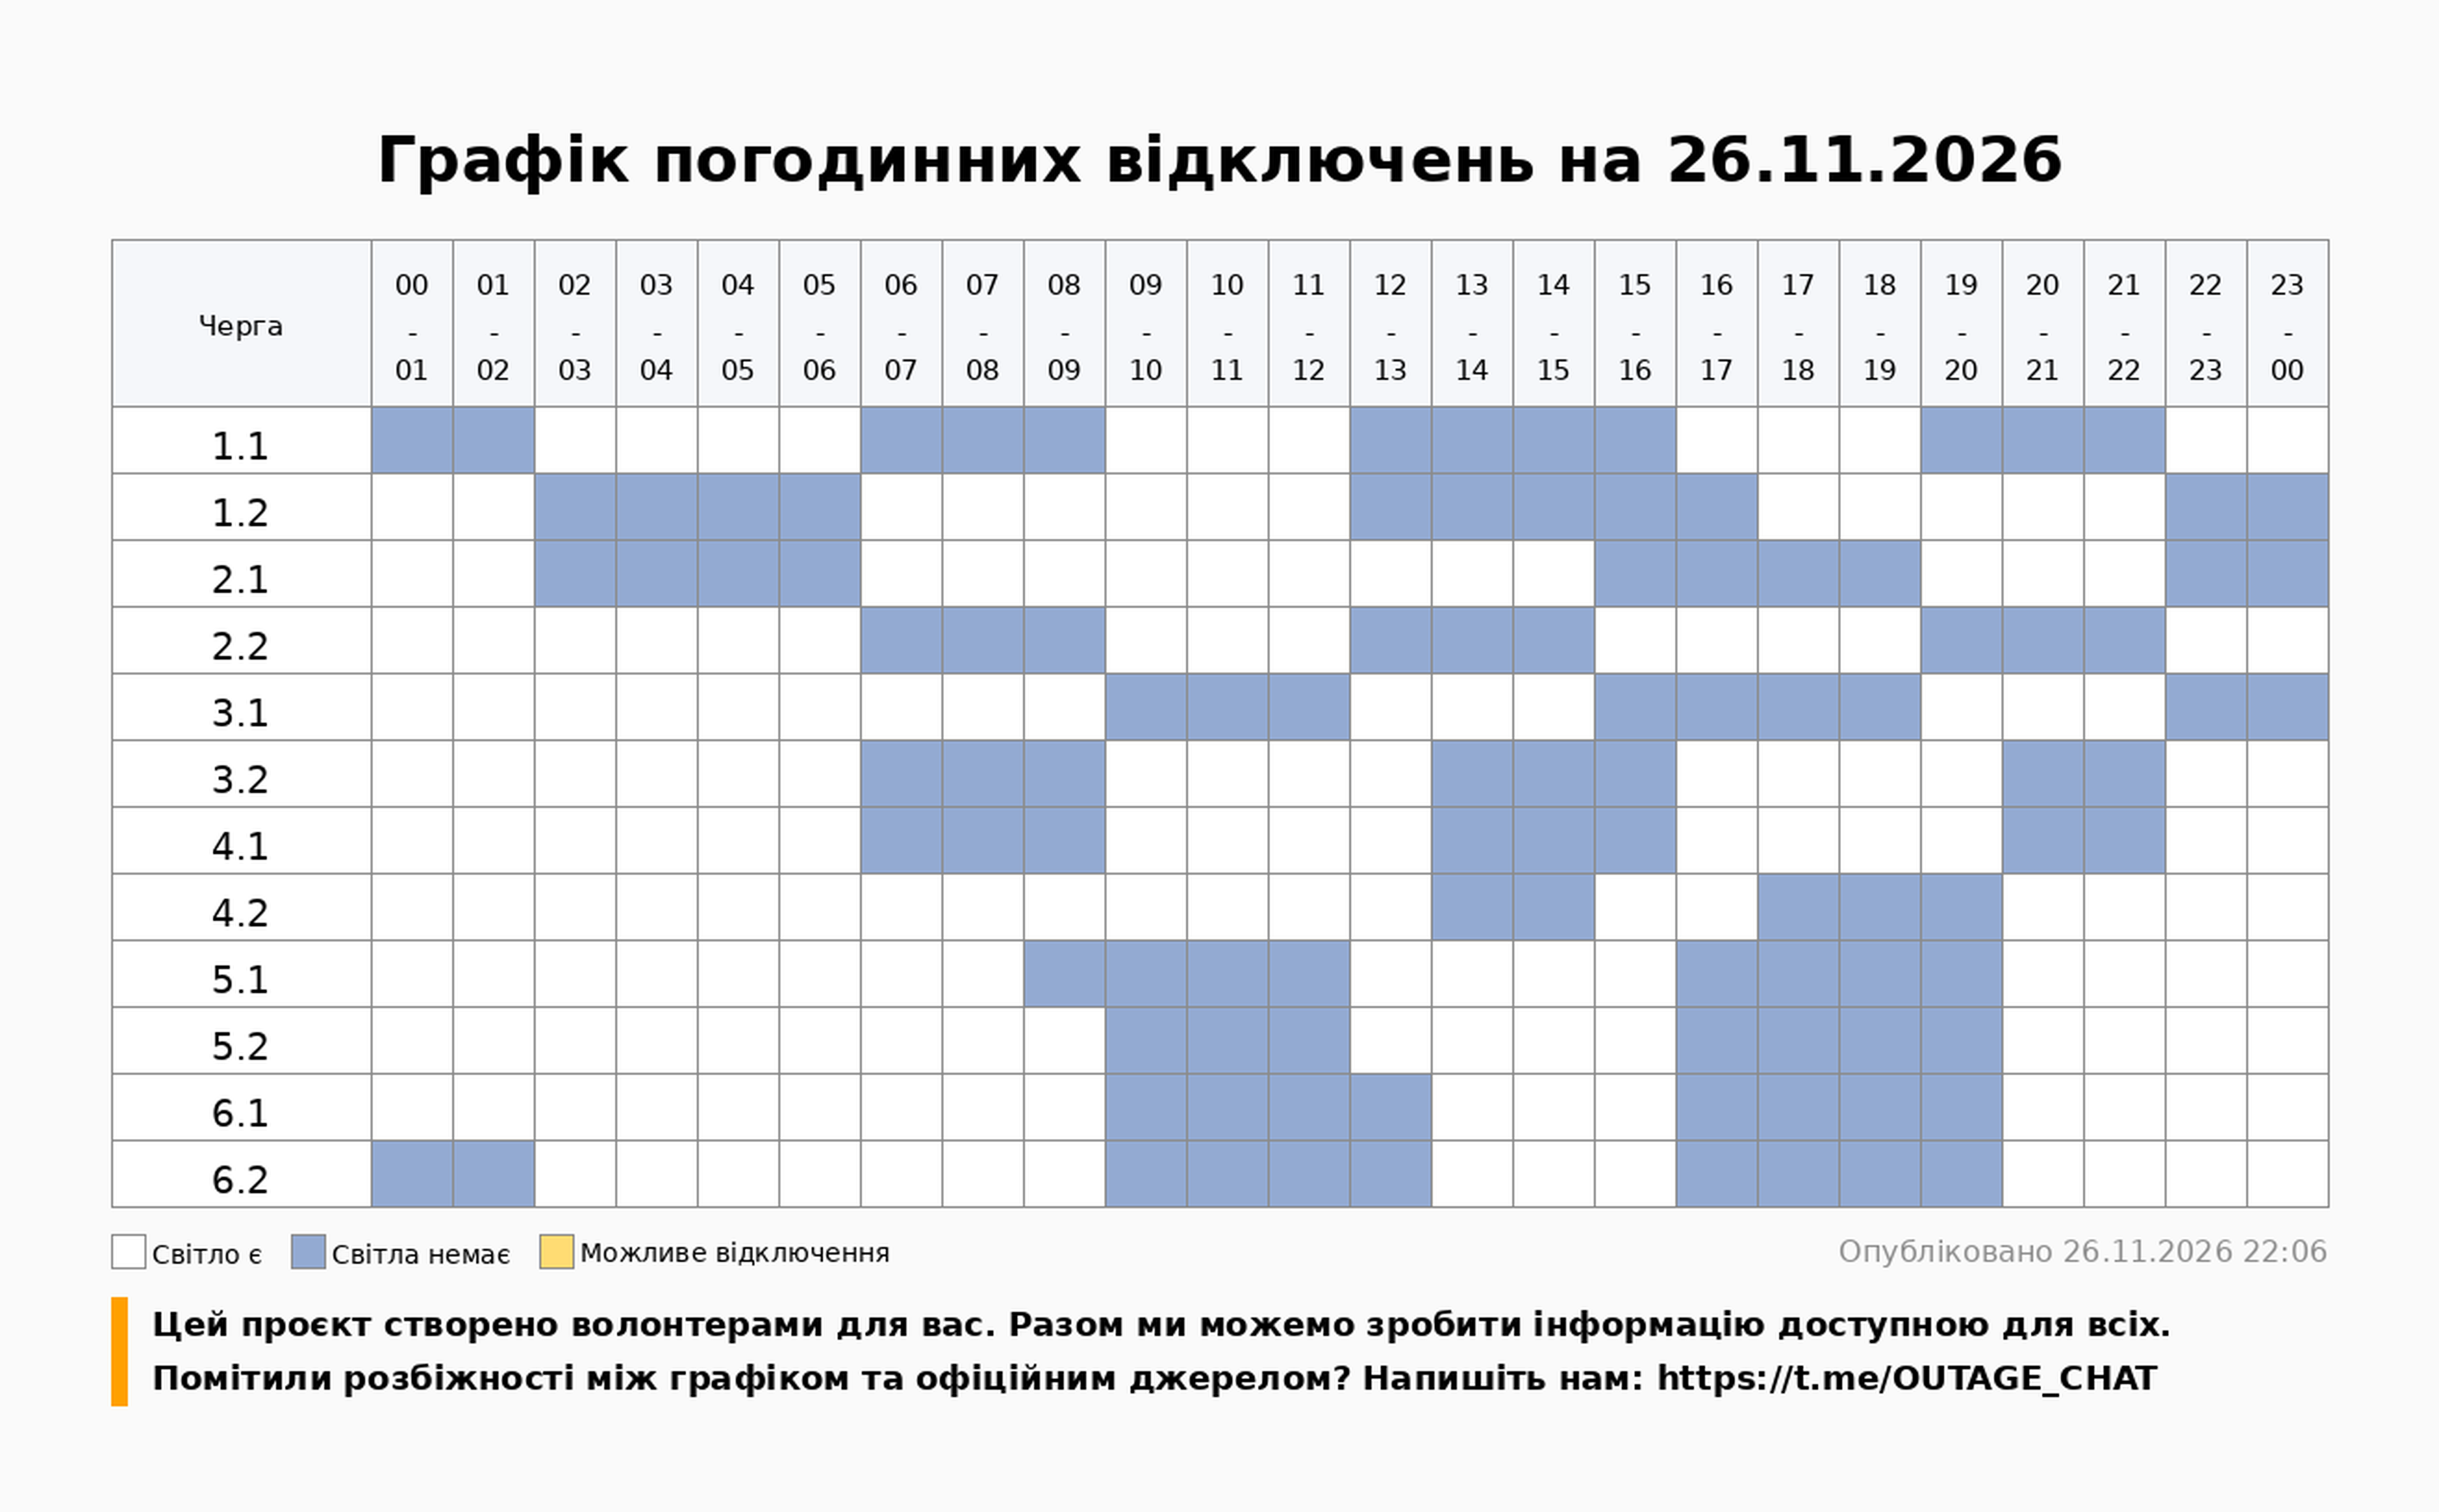 Графік погодинних відключень на 26.11.2026
Черга
00 - 01
01 - 02
02 - 03
03 - 04
04 - 05
05 - 06
06 - 07
07 - 08
08 - 09
09 - 10
10 - 11
11 - 12
12 - 13
13 - 14
14 - 15
15 - 16
16 - 17
17 - 18
18 - 19
19 - 20
20 - 21
21 - 22
22 - 23
23 - 00
1.1
1.2
2.1
2.2
3.1
3.2
4.1
4.2
5.1
5.2
6.1
6.2
Світло є
Світла немає
Можливе відключення
Опубліковано 26.11.2026 22:06
Цей проєкт створено волонтерами для вас. Разом ми можемо зробити інформацію доступною для всіх.
Помітили розбіжності між графіком та офіційним джерелом? Напишіть нам: https://t.me/OUTAGE_CHAT